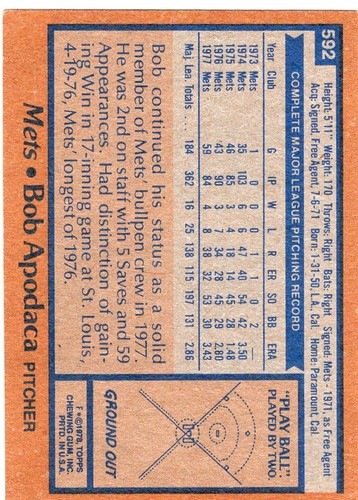 592
Height: 5'11" Weight: 170 Throws: Right Bats: Right Signed: Mets - 1971, as Free Agent
Acq: Signed, Free Agent, 7-6-71 Born: 1-31-50, L.A., Cal. Home: Paramount, Cal.
COMPLETE MAJOR LEAGUE PITCHING RECORD
Year Club G IP W L R ER SO BB ERA
1973 Mets 1 0 0 0 1 1 0 2 —
1974 Mets 35 103 6 6 47 40 54 42 3.50
1975 Mets 46 85 3 4 18 14 45 28 1.48
1976 Mets 43 90 3 7 34 28 45 29 2.80
1977 Mets 59 84 4 8 38 32 53 30 3.43
Maj. Lea. Totals . . 184 362 16 25 138 115 197 131 2.86
Bob continued his status as a solid
member of Mets' bullpen crew in 1977.
He was 2nd on staff with 5 Saves and 59
Appearances. Had distinction of gain-
ing Win in 17-inning game at St. Louis,
4-19-76, Mets' longest of 1976.
Mets • Bob Apodaca PITCHER
"PLAY BALL"
PLAYED BY TWO
GROUND OUT
F ©1978, TOPPS
CHEWING GUM, INC.
PRTD. IN U.S.A.